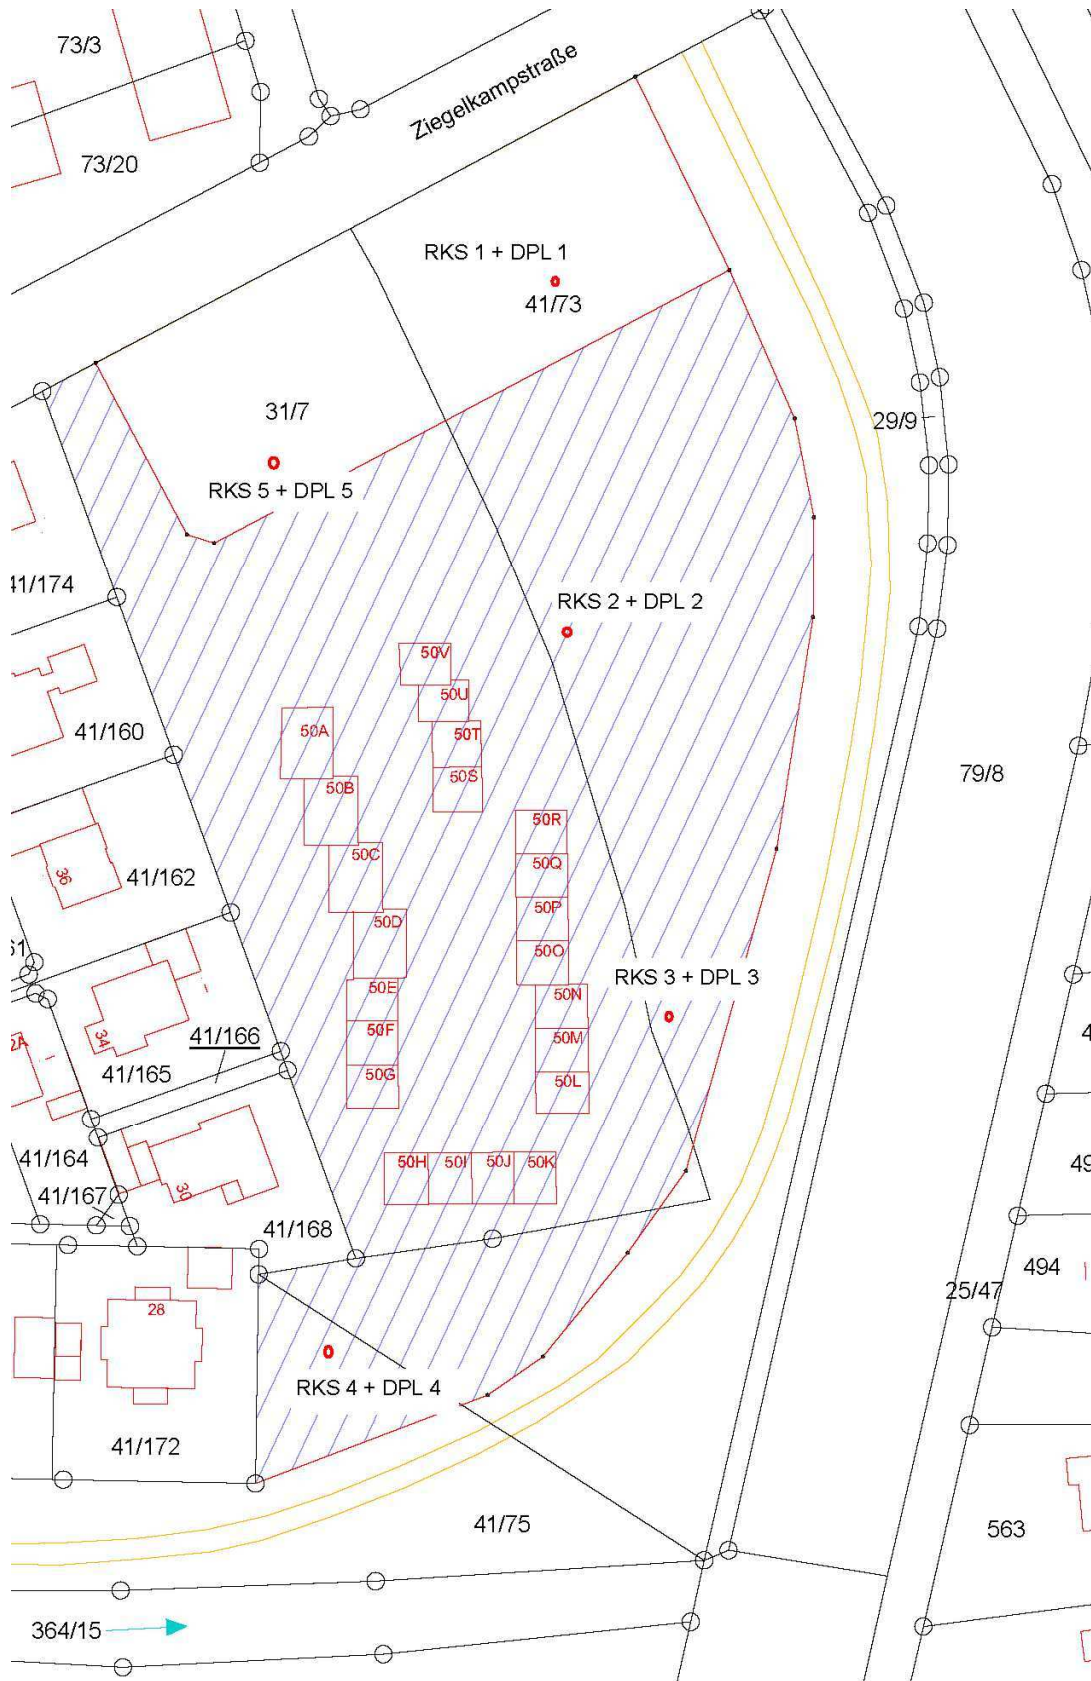 73/3
Ziegelkampstraße
73/20
RKS 1 + DPL 1
41/73
31/7
29/9
RKS 5 + DPL 5
41/174
RKS 2 + DPL 2
50V
50U
50A
50T
41/160
50S
79/8
50B
50R
50C
50Q
36
41/162
50P
50D
50O
RKS 3 + DPL 3
50E
50N
50F
50M
34
2A
41/166
41/165
50G
50L
41/164
50H
50I
50J
50K
30
41/167
41/168
494
25/47
28
RKS 4 + DPL 4
41/172
41/75
563
364/15